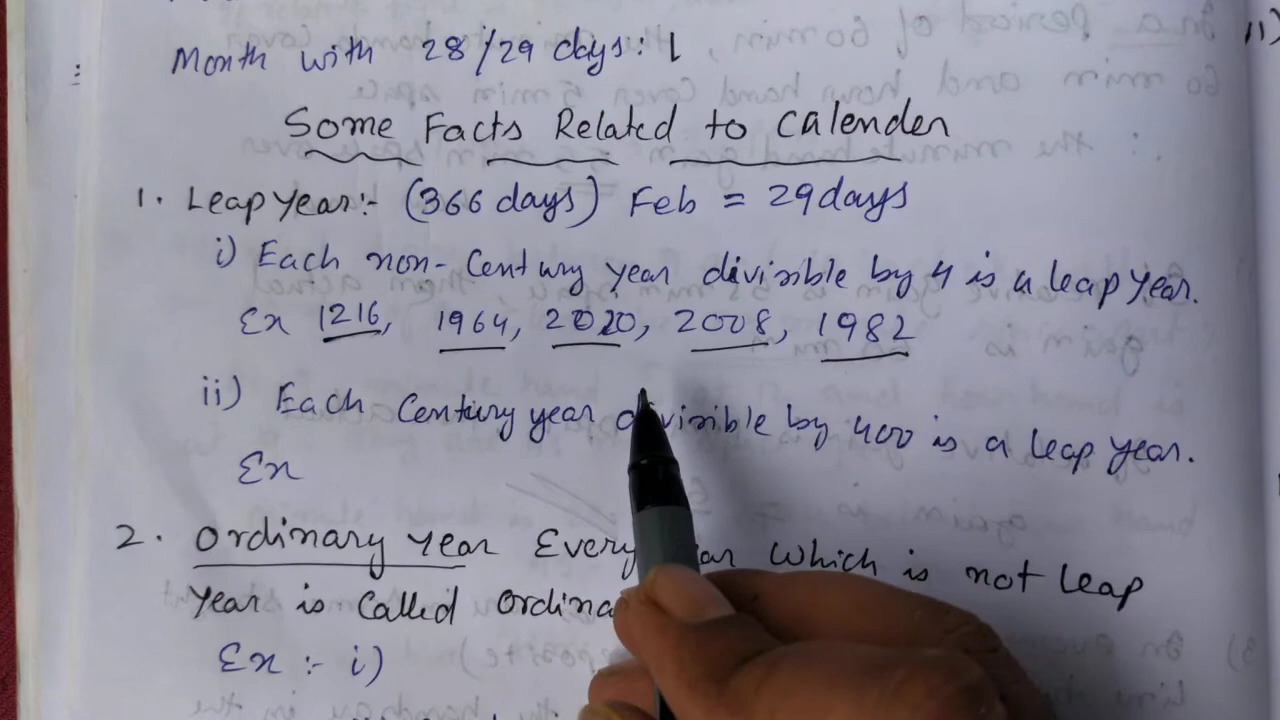 Month with 28/29 days: 1
Some Facts Related to Calender
1. Leap Year:- (366 days) Feb = 29 days
i) Each non-Century year divisible by 4 is a leap year.
Ex 1216, 1964, 2020, 2008, 1982
ii) Each Century year divisible by 400 is a leap year.
Ex
2. Ordinary year Every which is not leap
year is called
Ex :- i)